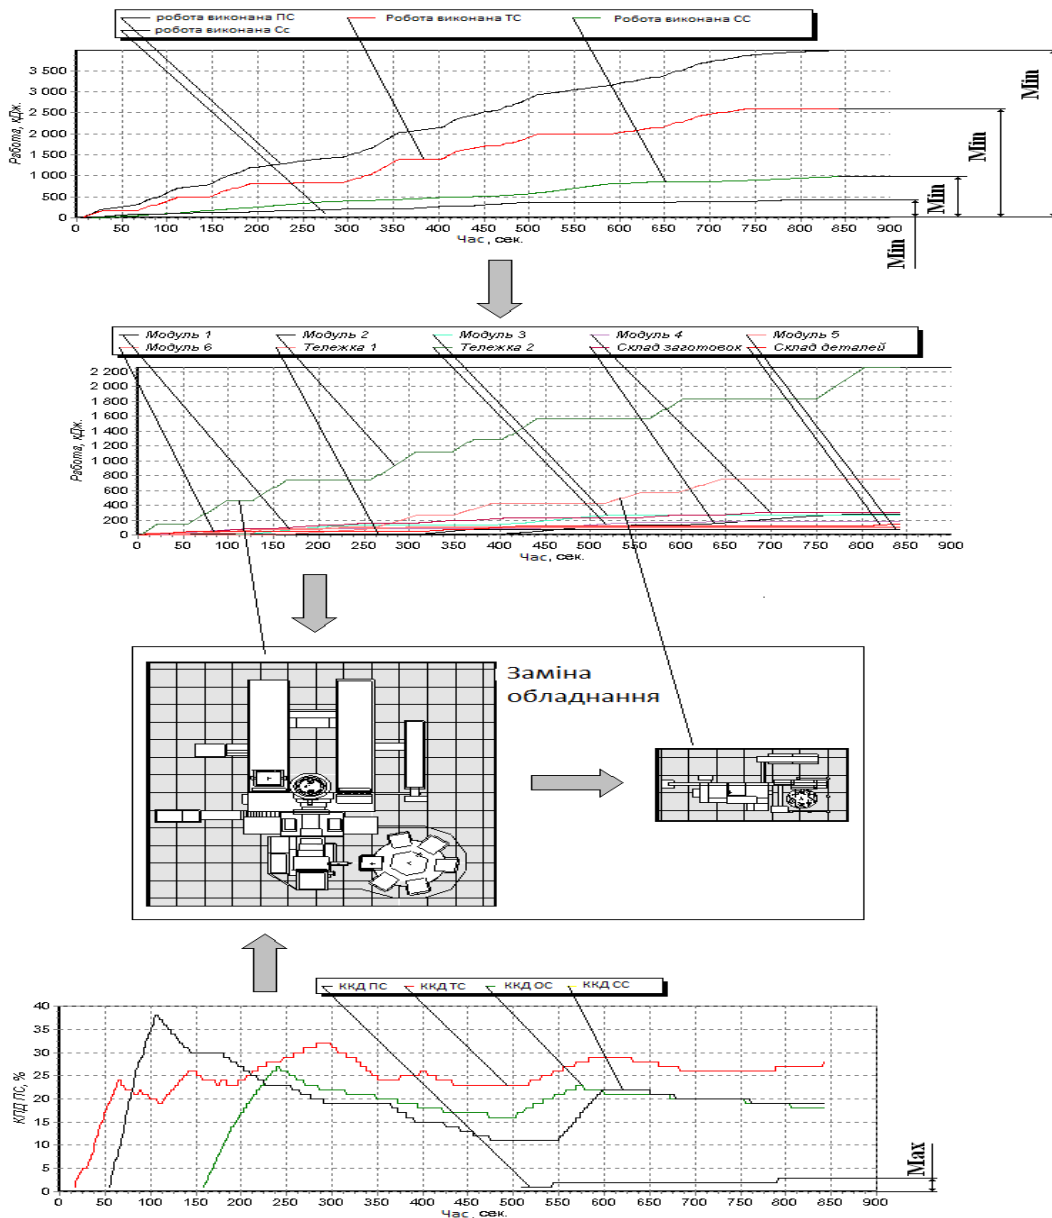 робота виконана ПС Робота виконана ТС Робота виконана СС
робота виконана Сс
Работа, кДж.
3 500
3 000
2 500
2 000
1 500
1 000
500
0
0 50 100 150 200 250 300 350 400 450 500 550 600 650 700 750 800 850 900
Час, сек.
Min
Min
Min
Min
Модуль 1 Модуль 2 Модуль 3 Модуль 4 Модуль 5
Модуль 6 Тележка 1 Тележка 2 Склад заготовок Склад деталей
Работа, кДж.
2 200
2 000
1 800
1 600
1 400
1 200
1 000
800
600
400
200
0
0 50 100 150 200 250 300 350 400 450 500 550 600 650 700 750 800 850 900
Час, сек.
Заміна
обладнання
ККД ПС ККД ТС ККД ОС ККД СС
КПД ПС, %
40
35
30
25
20
15
10
5
0
0 50 100 150 200 250 300 350 400 450 500 550 600 650 700 750 800 850 900
Час, сек.
Max